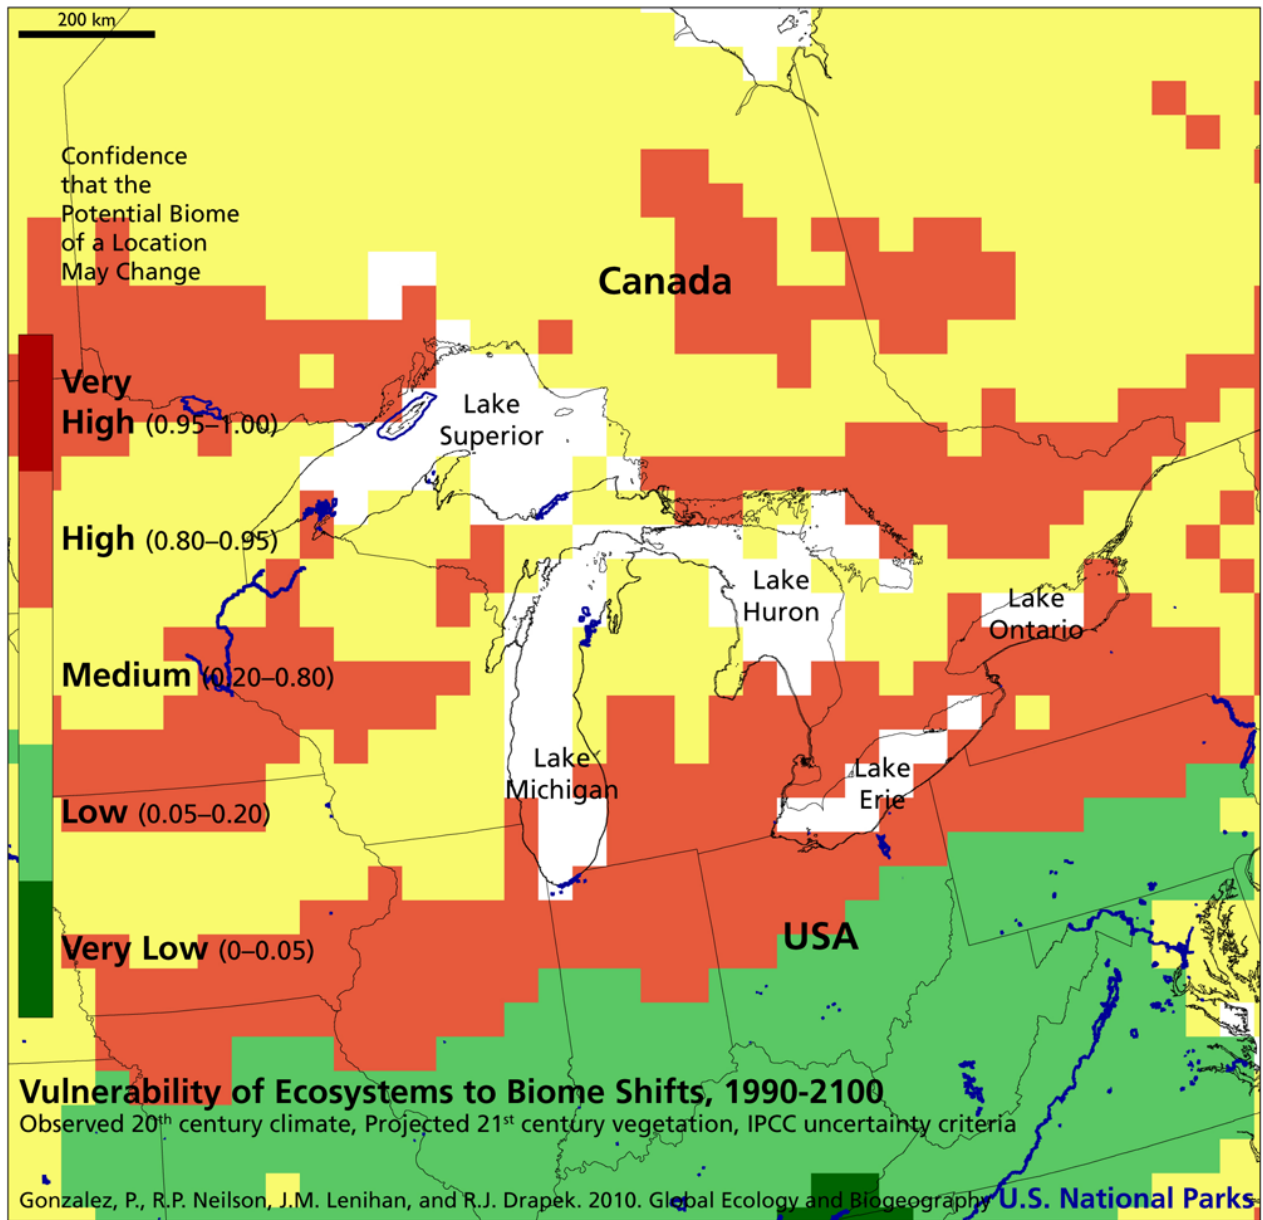 200 km
Confidence
that the
Potential Biome
of a Location
May Change
Canada
Very
High (0.95–1.00)
Lake
Superior
High (0.80–0.95)
Lake
Huron
Lake
Ontario
Medium (0.20–0.80)
Lake
Michigan
Lake
Erie
Low (0.05–0.20)
USA
Very Low (0–0.05)
Vulnerability of Ecosystems to Biome Shifts, 1990-2100
Observed 20th century climate, Projected 21st century vegetation, IPCC uncertainty criteria
Gonzalez, P., R.P. Neilson, J.M. Lenihan, and R.J. Drapek. 2010. Global Ecology and Biogeography U.S. National Parks